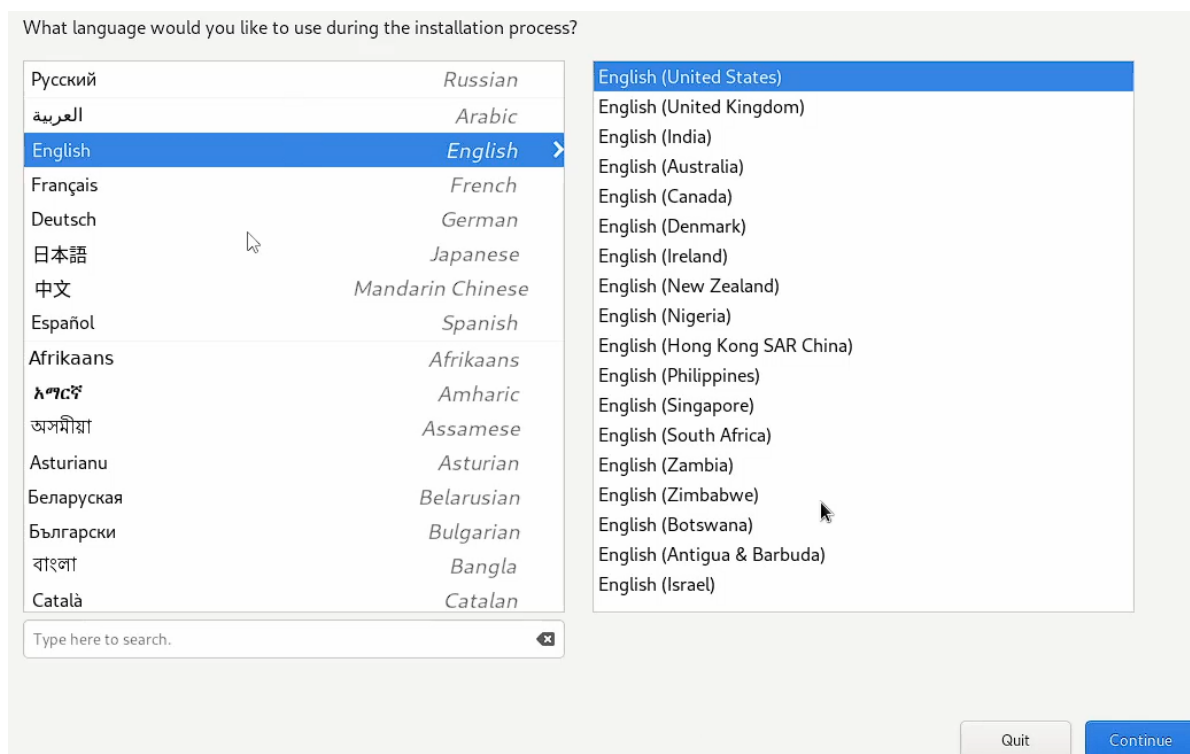 What language would you like to use during the installation process?
Русский Russian
العربية Arabic
English English
Français French
Deutsch German
日本語 Japanese
中文 Mandarin Chinese
Español Spanish
Afrikaans Afrikaans
አማርኛ Amharic
অসমীয়া Assamese
Asturianu Asturian
Беларуская Belarusian
Български Bulgarian
বাংলা Bangla
Català Catalan
Type here to search.
English (United States)
English (United Kingdom)
English (India)
English (Australia)
English (Canada)
English (Denmark)
English (Ireland)
English (New Zealand)
English (Nigeria)
English (Hong Kong SAR China)
English (Philippines)
English (Singapore)
English (South Africa)
English (Zambia)
English (Zimbabwe)
English (Botswana)
English (Antigua & Barbuda)
English (Israel)
Quit
Continue